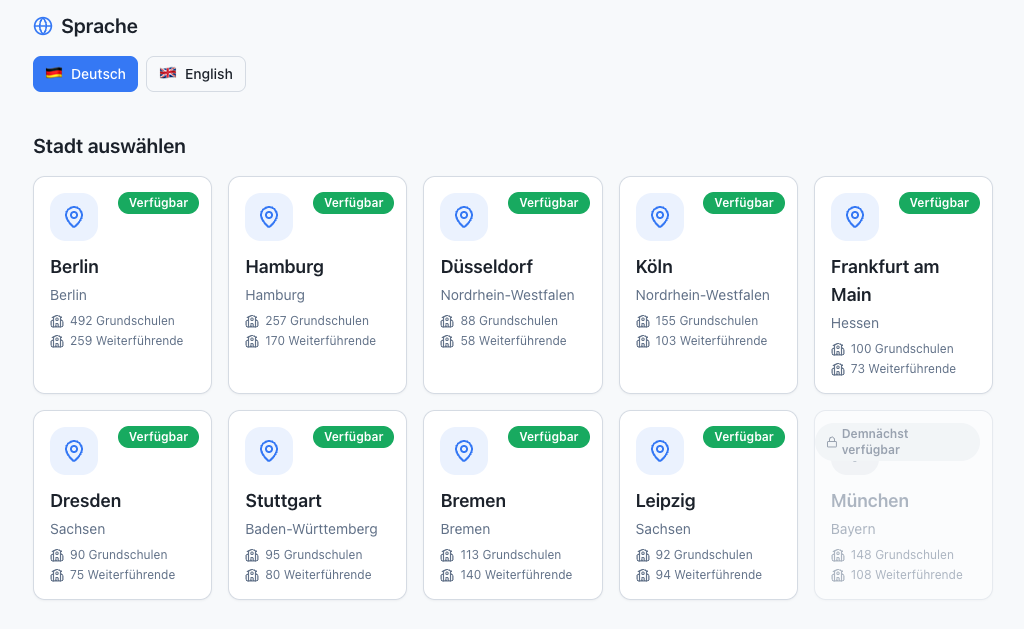 Sprache
Deutsch
English
Stadt auswählen
Verfügbar
Berlin
Berlin
492 Grundschulen
259 Weiterführende
Verfügbar
Hamburg
Hamburg
257 Grundschulen
170 Weiterführende
Verfügbar
Düsseldorf
Nordrhein-Westfalen
88 Grundschulen
58 Weiterführende
Verfügbar
Köln
Nordrhein-Westfalen
155 Grundschulen
103 Weiterführende
Verfügbar
Frankfurt am
Main
Hessen
100 Grundschulen
73 Weiterführende
Verfügbar
Dresden
Sachsen
90 Grundschulen
75 Weiterführende
Verfügbar
Stuttgart
Baden-Württemberg
95 Grundschulen
80 Weiterführende
Verfügbar
Bremen
Bremen
113 Grundschulen
140 Weiterführende
Verfügbar
Leipzig
Sachsen
92 Grundschulen
94 Weiterführende
Demnächst
verfügbar
München
Bayern
148 Grundschulen
108 Weiterführende